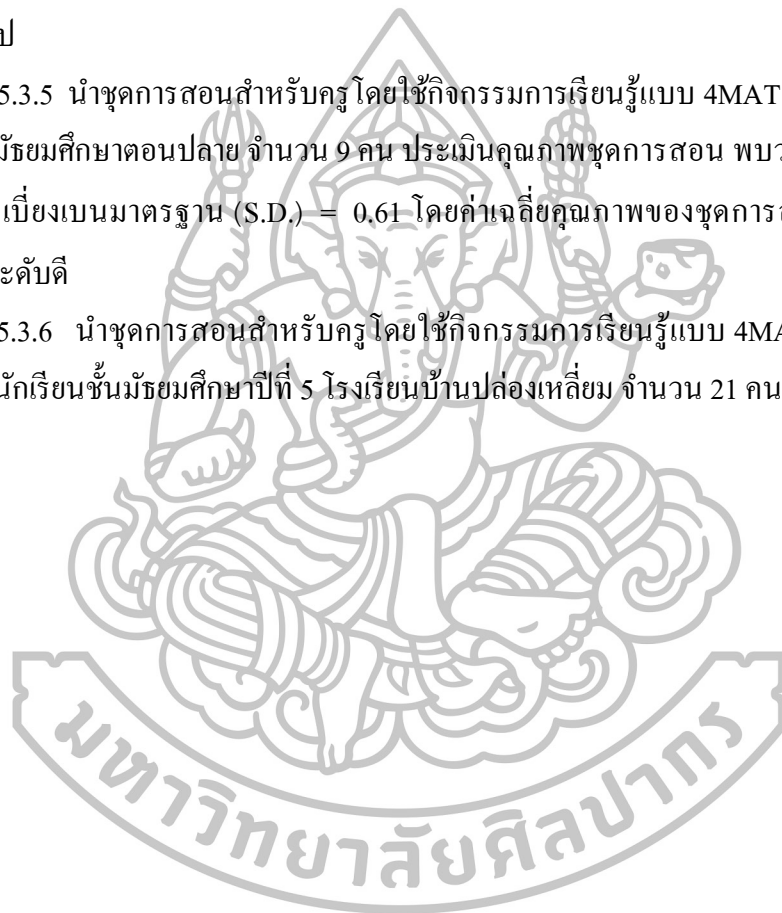 ป
5.3.5 นำชุดการสอนสำหรับครูโดยใช้กิจกรรมการเรียนรู้แบบ 4MAT
มัธยมศึกษาตอนปลาย จำนวน 9 คน ประเมินคุณภาพชุดการสอน พบว
เบี่ยงเบนมาตรฐาน (S.D.) = 0.61 โดยค่าเฉลี่ยคุณภาพของชุดการส
ะดับดี
5.3.6 นำชุดการสอนสำหรับครูโดยใช้กิจกรรมการเรียนรู้แบบ 4MA
นักเรียนชั้นมัธยมศึกษาปีที่ 5 โรงเรียนบ้านปล่องเหลี่ยม จำนวน 21 คน
มหาวิทยาลัยศิลปากร